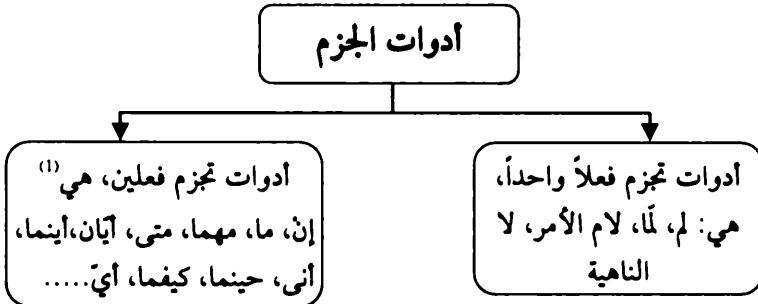 أدوات الجزم
أدوات تجزم فعلاً واحداً،
هي: لم، لمّا، لام الأمر، لا
الناهية
أدوات تجزم فعلين، هي(1)
إنْ، ما، مهما، متى، أيّان،أينما،
أنى، حينما، كيفما، أيّ.....